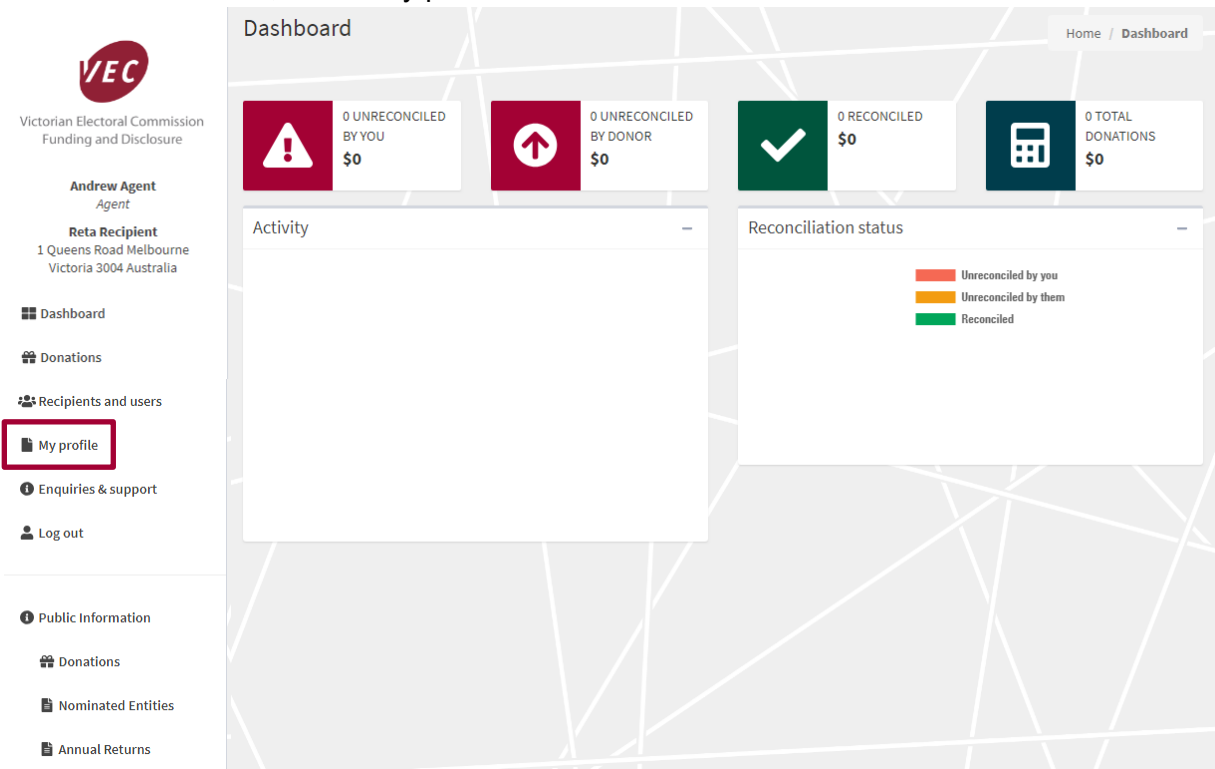 VEC
Victorian Electoral Commission
Funding and Disclosure
Andrew Agent
Agent
Reta Recipient
1 Queens Road Melbourne
Victoria 3004 Australia
Dashboard
Donations
Recipients and users
My profile
Enquiries & support
Log out
Public Information
Donations
Nominated Entities
Annual Returns
Dashboard
Home / Dashboard
0 UNRECONCILED
BY YOU
$0
0 UNRECONCILED
BY DONOR
$0
0 RECONCILED
$0
0 TOTAL
DONATIONS
$0
Activity
Reconciliation status
Unreconciled by you
Unreconciled by them
Reconciled